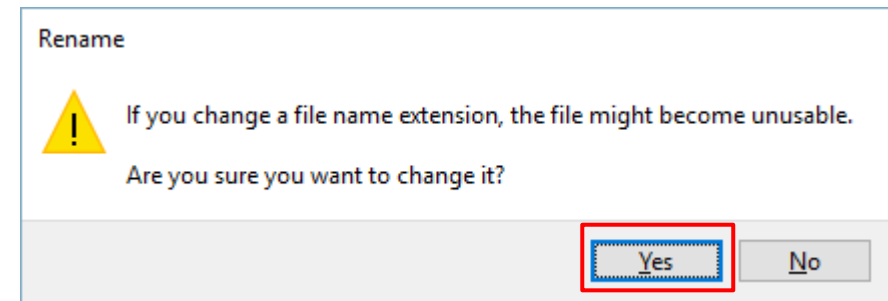 Rename
If you change a file name extension, the file might become unusable.
Are you sure you want to change it?
Yes No